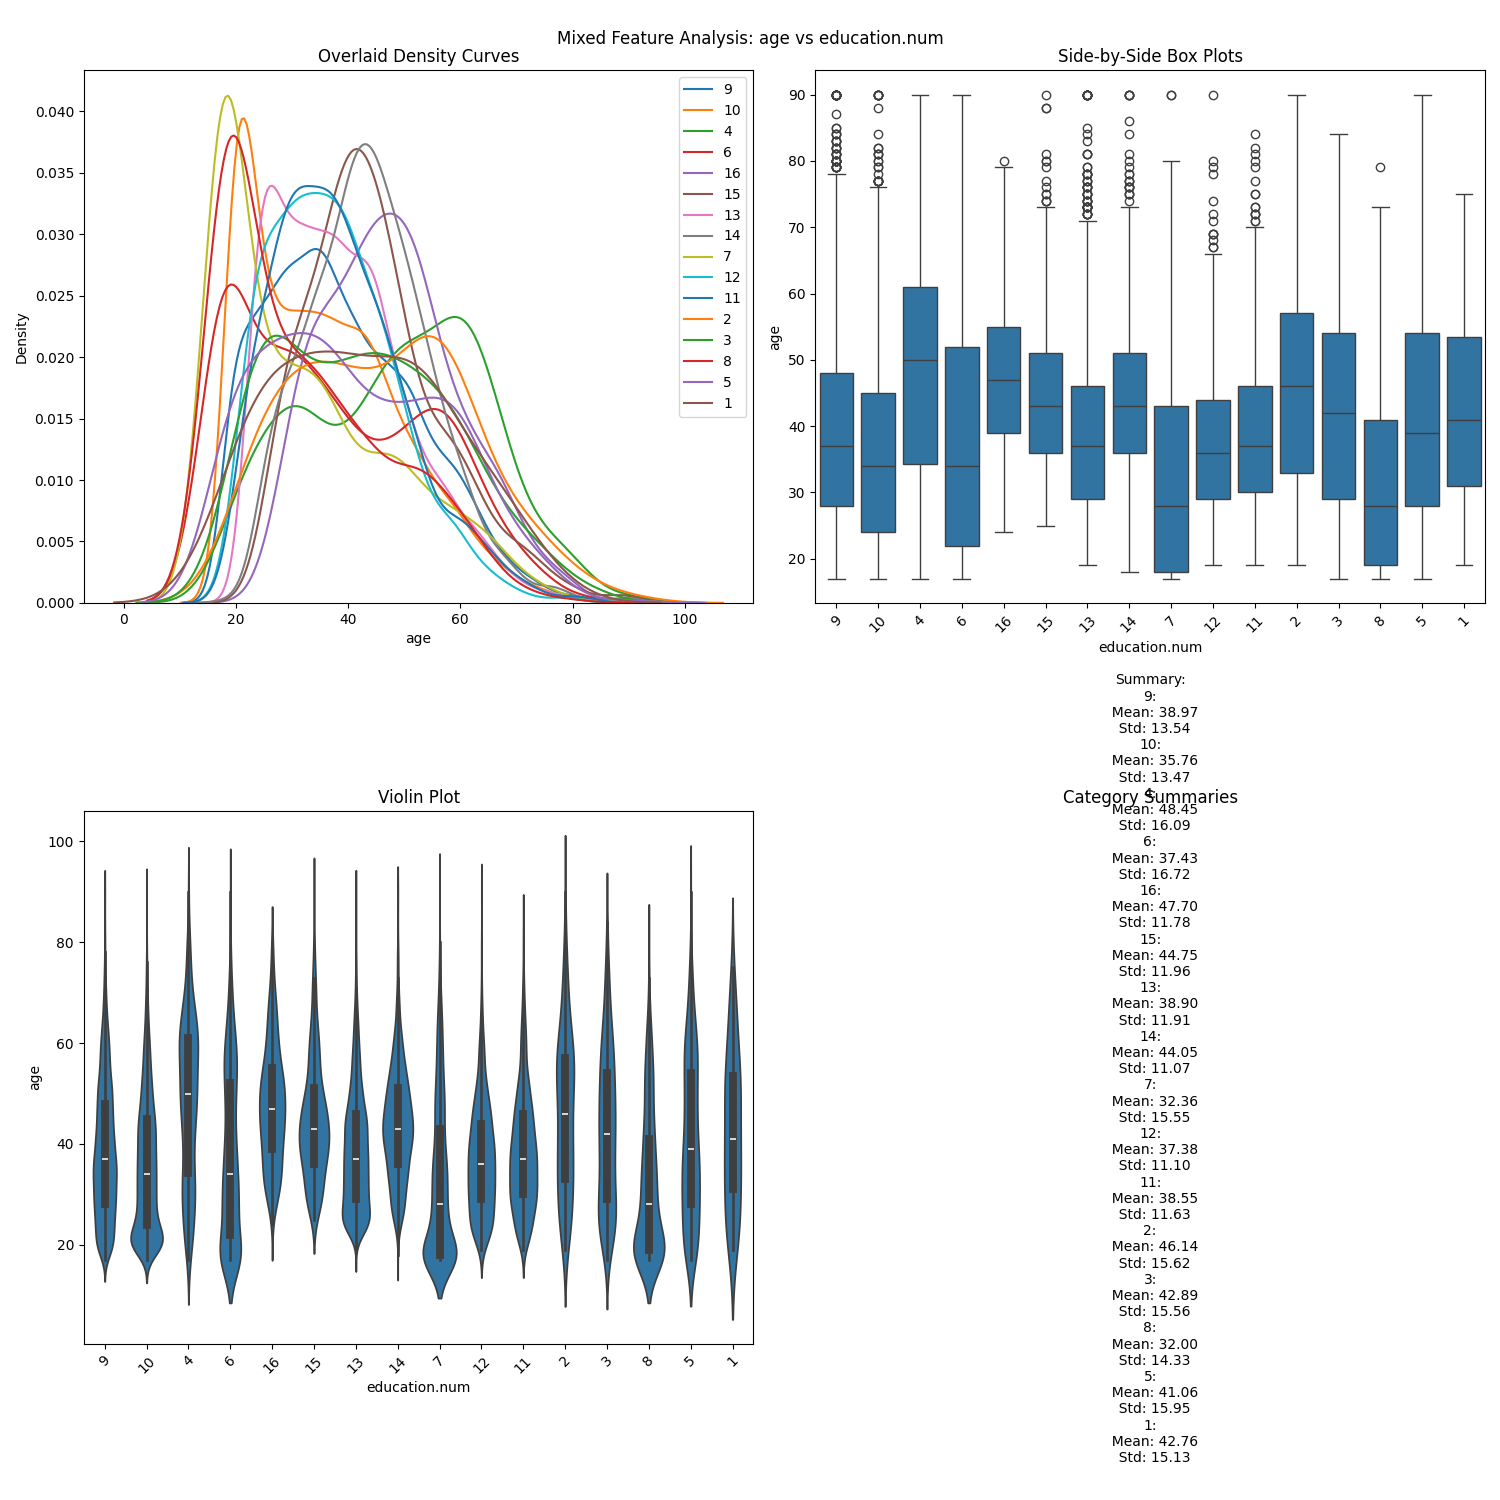 Mixed Feature Analysis: age vs education.num
Overlaid Density Curves
Density
0.040
0.035
0.030
0.025
0.020
0.015
0.010
0.005
0.000
0 20 40 60 80 100
age
9
10
4
6
16
15
13
14
7
12
11
2
3
8
5
1
Side-by-Side Box Plots
age
90
80
70
60
50
40
30
20
9 10 4 6 16 15 13 14 7 12 11 2 3 8 5 1
education.num
Violin Plot
age
100
80
60
40
20
9 10 4 6 16 15 13 14 7 12 11 2 3 8 5 1
education.num
Category Summaries
Summary:
9:
Mean: 38.97
Std: 13.54
10:
Mean: 35.76
Std: 13.47
4:
Mean: 48.45
Std: 16.09
6:
Mean: 37.43
Std: 16.72
16:
Mean: 47.70
Std: 11.78
15:
Mean: 44.75
Std: 11.96
13:
Mean: 38.90
Std: 11.91
14:
Mean: 44.05
Std: 11.07
7:
Mean: 32.36
Std: 15.55
12:
Mean: 37.38
Std: 11.10
11:
Mean: 38.55
Std: 11.63
2:
Mean: 46.14
Std: 15.62
3:
Mean: 42.89
Std: 15.56
8:
Mean: 32.00
Std: 14.33
5:
Mean: 41.06
Std: 15.95
1:
Mean: 42.76
Std: 15.13